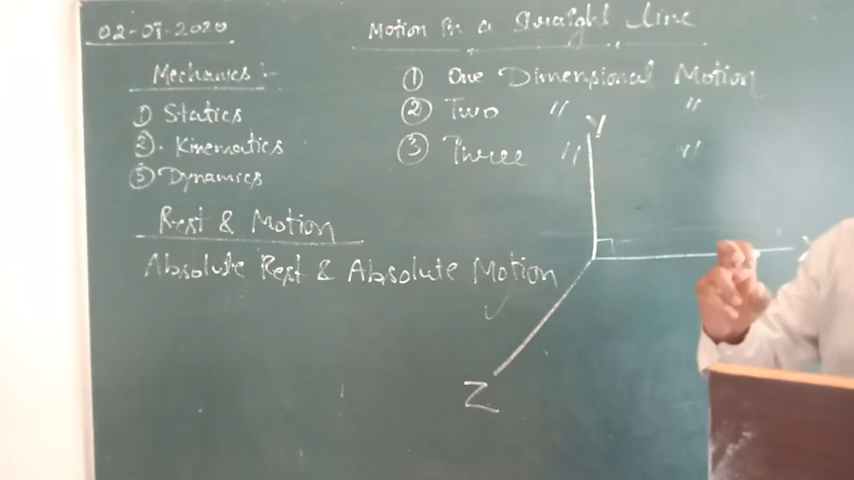 02-09-2020
Motion in a Straight Line
Mechanics :-
1) Statics
2. Kinematics
3) Dynamics
Rest & Motion
Absolute Rest & Absolute Motion
1 One Dimensional Motion
2 Two " "
3 Three " "
Y
Z